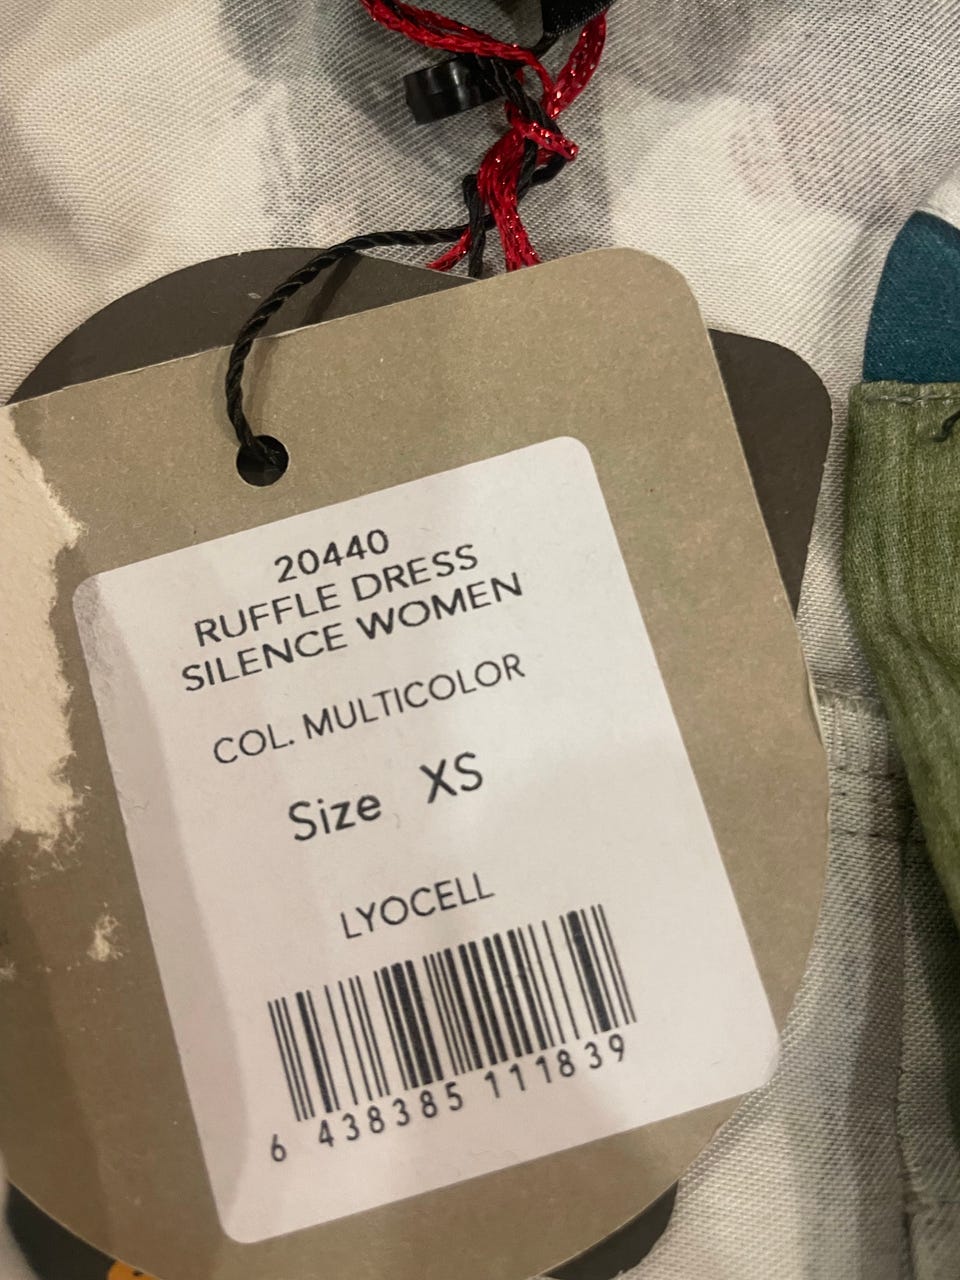 20440
RUFFLE DRESS
SILENCE WOMEN
COL. MULTICOLOR
Size XS
LYOCELL
6 438385 111839